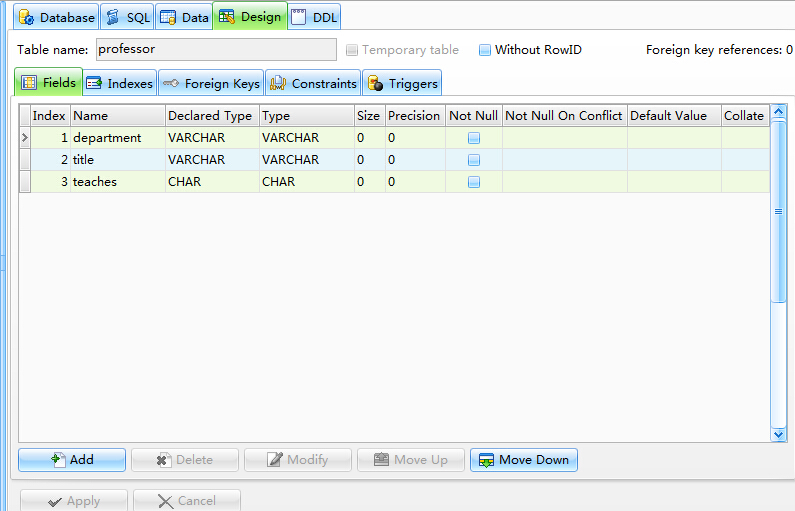 Database SQL Data Design DDL
Table name: professor Temporary table Without RowID Foreign key references: 0
Fields Indexes Foreign Keys Constraints Triggers
Index Name Declared Type Type Size Precision Not Null Not Null On Conflict Default Value Collate
1 department VARCHAR VARCHAR 0 0
2 title VARCHAR VARCHAR 0 0
3 teaches CHAR CHAR 0 0
Add Delete Modify Move Up Move Down
Apply Cancel